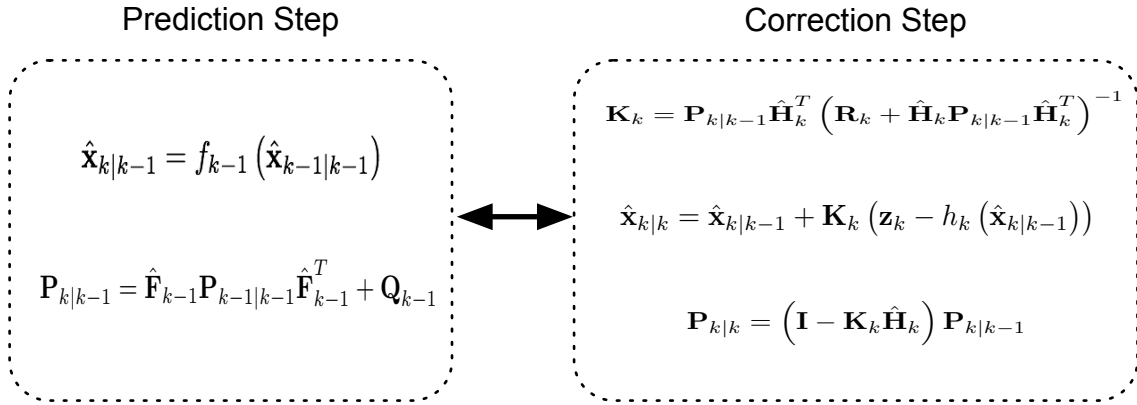 Prediction Step
x̂_{k|k-1} = f_{k-1} (x̂_{k-1|k-1})
P_{k|k-1} = F̂_{k-1} P_{k-1|k-1} F̂_{k-1}^T + Q_{k-1}
Correction Step
K_k = P_{k|k-1} Ĥ_k^T (R_k + Ĥ_k P_{k|k-1} Ĥ_k^T)^{-1}
x̂_{k|k} = x̂_{k|k-1} + K_k (z_k − h_k (x̂_{k|k-1}))
P_{k|k} = (I − K_k Ĥ_k) P_{k|k-1}